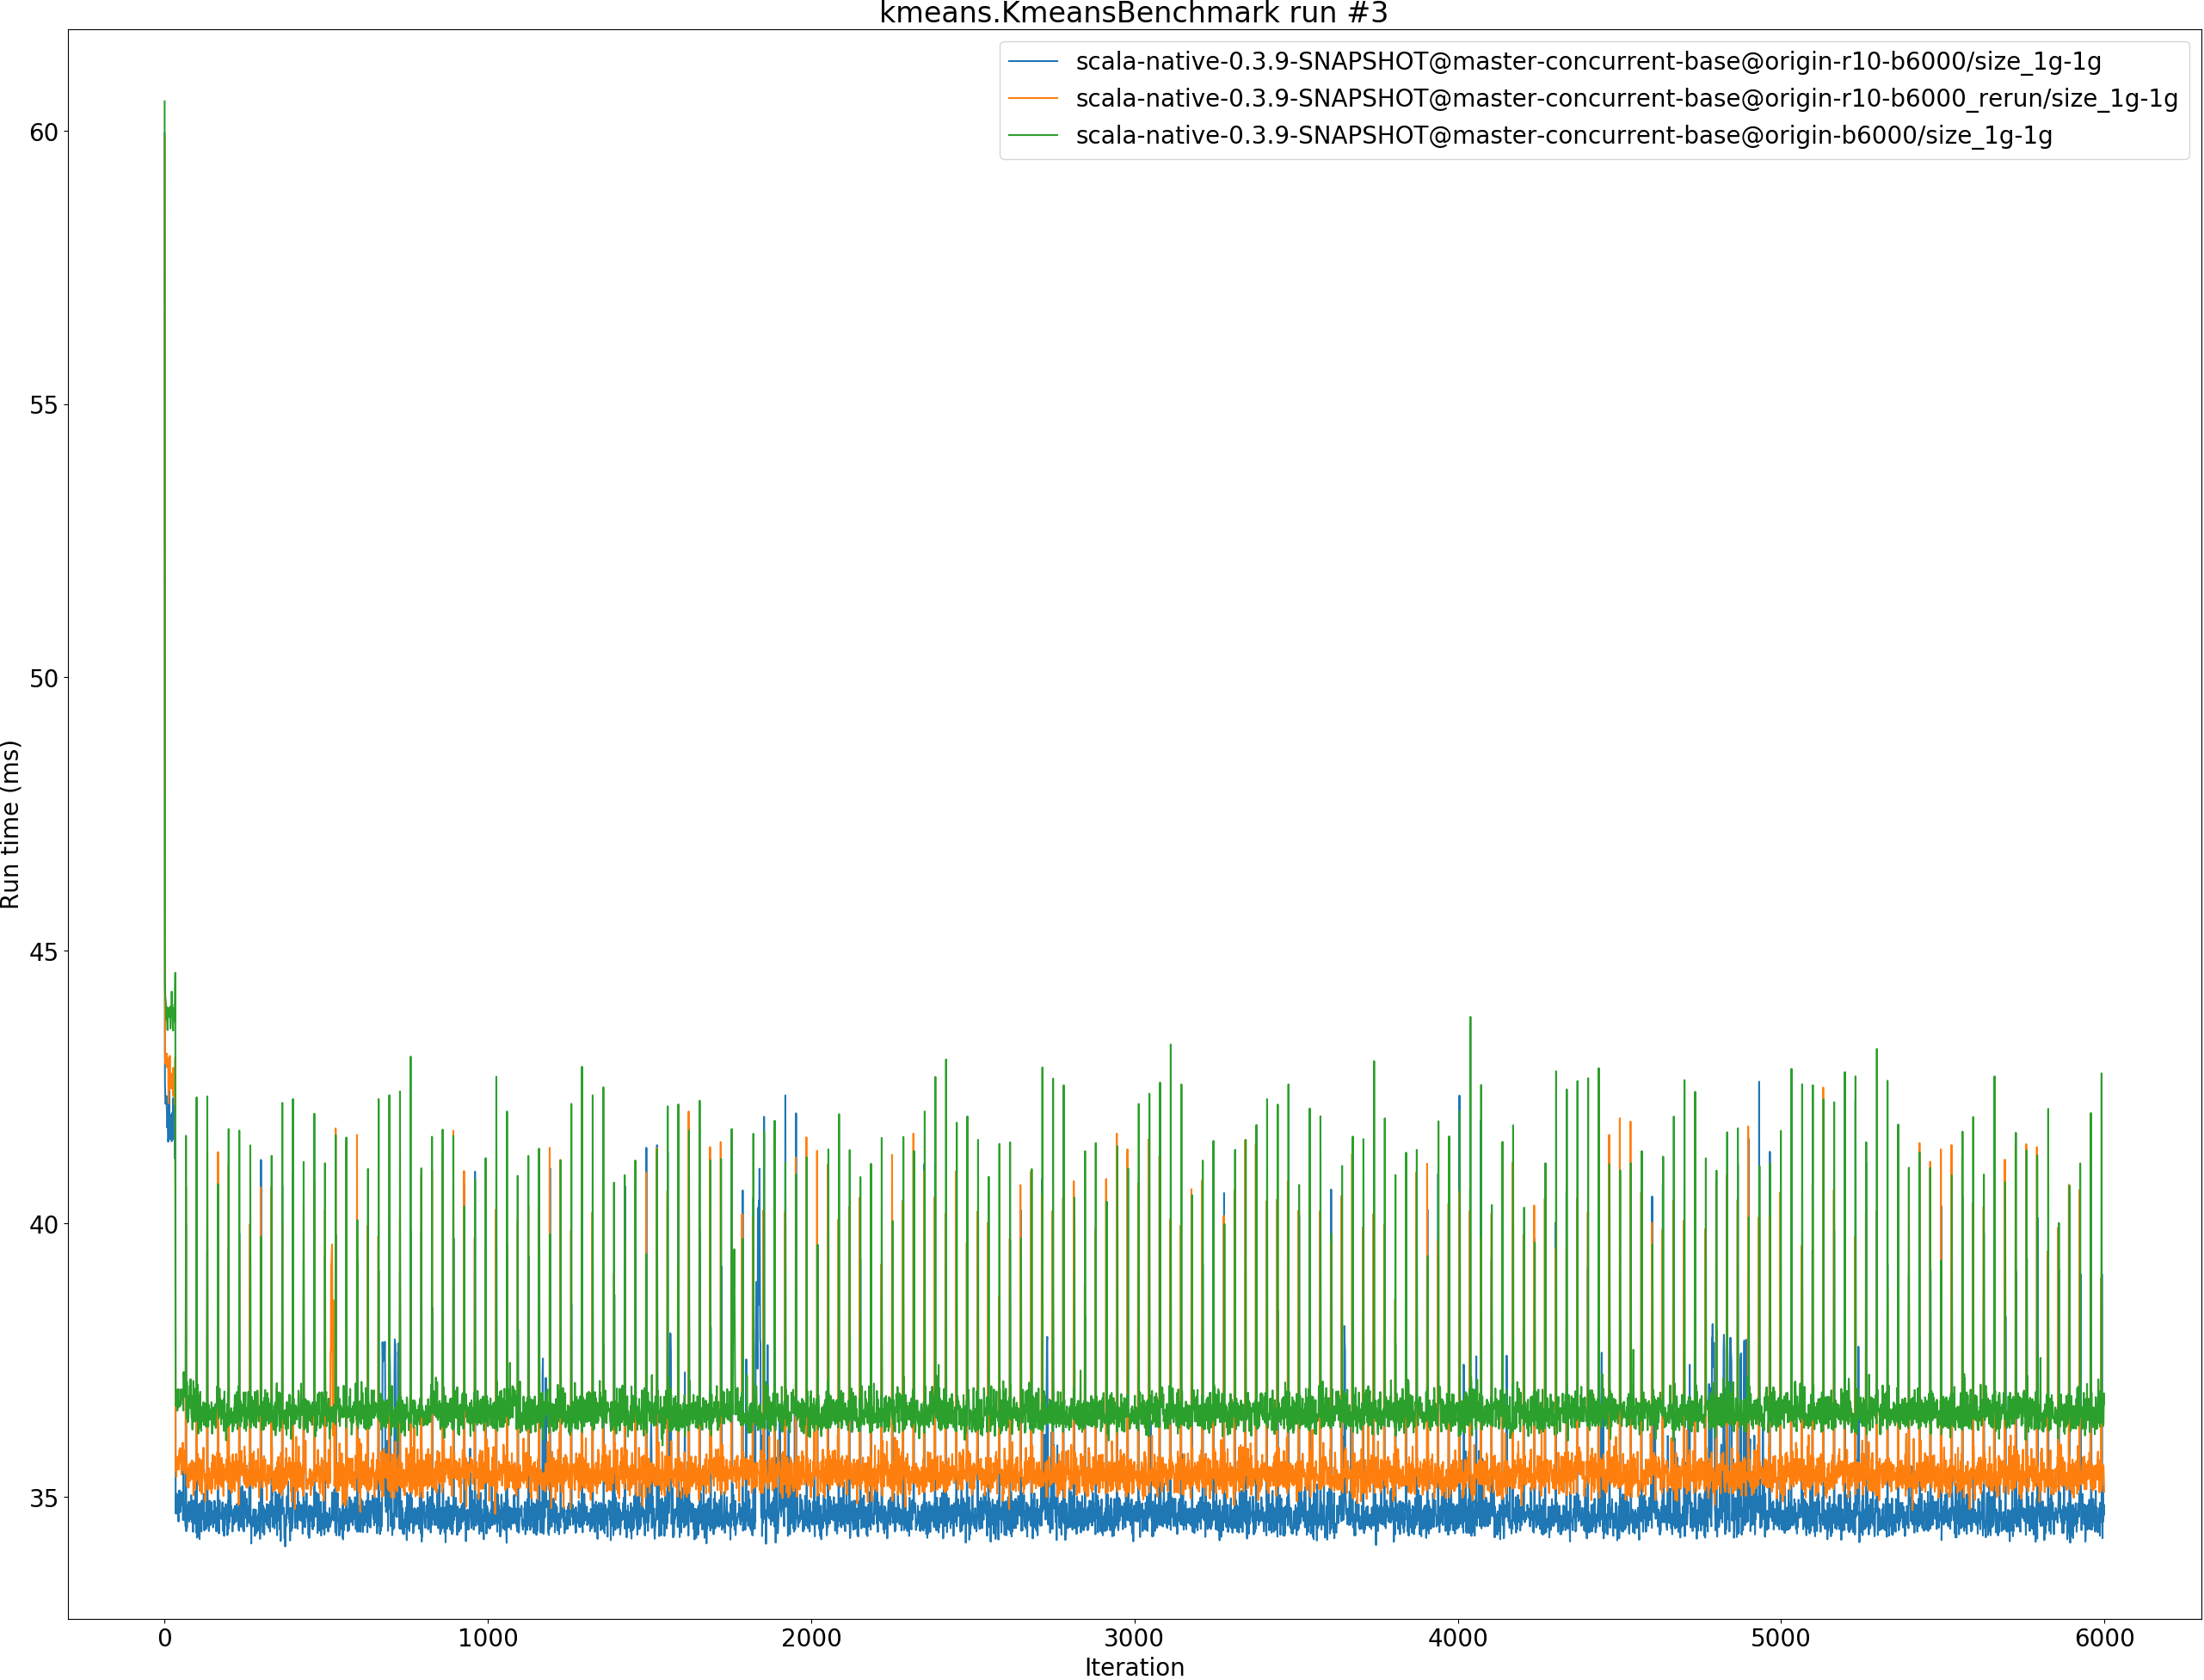 kmeans.KmeansBenchmark run #3
scala-native-0.3.9-SNAPSHOT@master-concurrent-base@origin-r10-b6000/size_1g-1g
scala-native-0.3.9-SNAPSHOT@master-concurrent-base@origin-r10-b6000_rerun/size_1g-1g
scala-native-0.3.9-SNAPSHOT@master-concurrent-base@origin-b6000/size_1g-1g
Run time (ms)
60
55
50
45
40
35
0 1000 2000 3000 4000 5000 6000
Iteration